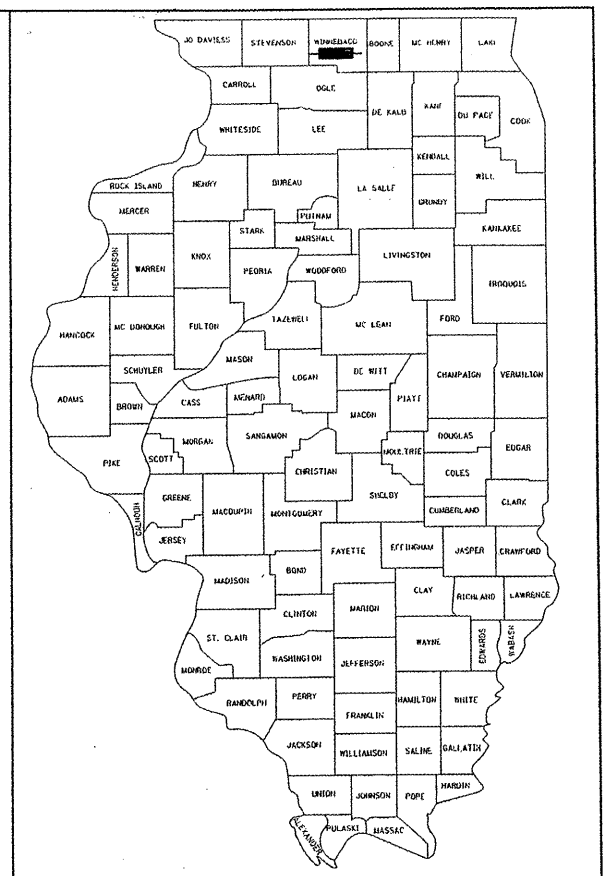 JO DAVIESS
STEVENSON
WINNEBAGO
BOONE
MC HENRY
LAKE
CARROLL
OGLE
DE KALB
KANE
DU PAGE
COOK
WHITESIDE
LEE
KENDALL
WILL
ROCK ISLAND
HENRY
BUREAU
LA SALLE
GRUNDY
MERCER
PUTNAM
KANKAKEE
STARK
MARSHALL
HENDERSON
WARREN
KNOX
PEORIA
WOODFORD
LIVINGSTON
IROQUOIS
HANCOCK
MC DONOUGH
FULTON
TAZEWELL
MC LEAN
FORD
MASON
SCHUYLER
LOGAN
DE WITT
CHAMPAIGN
VERMILION
ADAMS
BROWN
CASS
MENARD
MACON
PIATT
MORGAN
SANGAMON
DOUGLAS
EDGAR
PIKE
SCOTT
CHRISTIAN
MOULTRIE
COLES
GREENE
MACOUPIN
MONTGOMERY
SHELBY
CUMBERLAND
CLARK
CALHOUN
JERSEY
FAYETTE
EFFINGHAM
JASPER
CRAWFORD
MADISON
BOND
CLAY
RICHLAND
LAWRENCE
CLINTON
MARION
ST. CLAIR
WAYNE
EDWARDS
WABASH
MONROE
WASHINGTON
JEFFERSON
RANDOLPH
PERRY
HAMILTON
WHITE
FRANKLIN
JACKSON
WILLIAMSON
SALINE
GALLATIN
UNION
JOHNSON
POPE
HARDIN
ALEXANDER
PULASKI
MASSAC